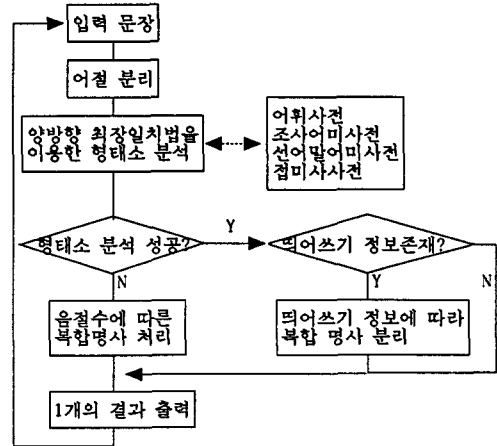 입력 문장
어절 분리
양방향 최장일치법을
이용한 형태소 분석
어휘사전
조사어미사전
선어말어미사전
접미사사전
형태소 분석 성공?
Y
띄어쓰기 정보존재?
N
Y
N
음절수에 따른
복합명사 처리
띄어쓰기 정보에 따라
복합 명사 분리
1개의 결과 출력